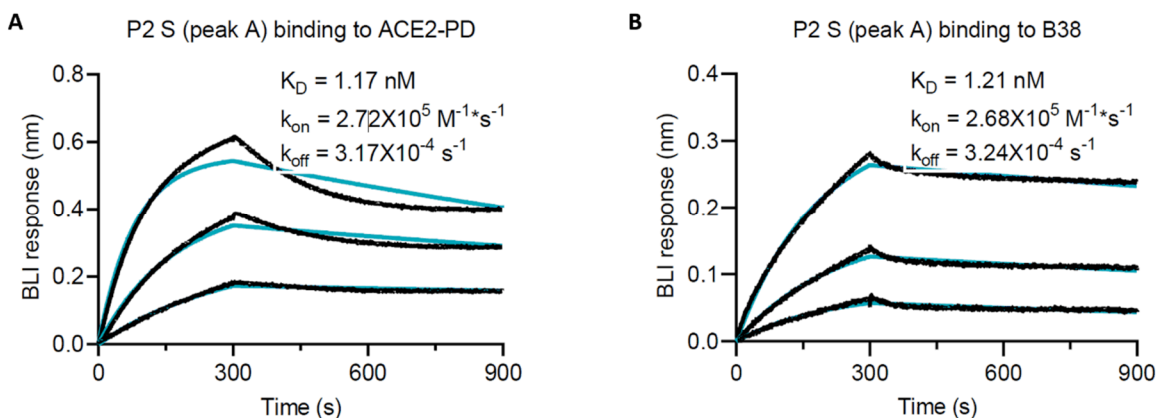 A
P2 S (peak A) binding to ACE2-PD
K_D = 1.17 nM
k_on = 2.72X10^5 M^-1*s^-1
k_off = 3.17X10^-4 s^-1
BLI response (nm)
0.8
0.6
0.4
0.2
0.0
0 300 600 900
Time (s)
B
P2 S (peak A) binding to B38
K_D = 1.21 nM
k_on = 2.68X10^5 M^-1*s^-1
k_off = 3.24X10^-4 s^-1
BLI response (nm)
0.4
0.3
0.2
0.1
0.0
0 300 600 900
Time (s)